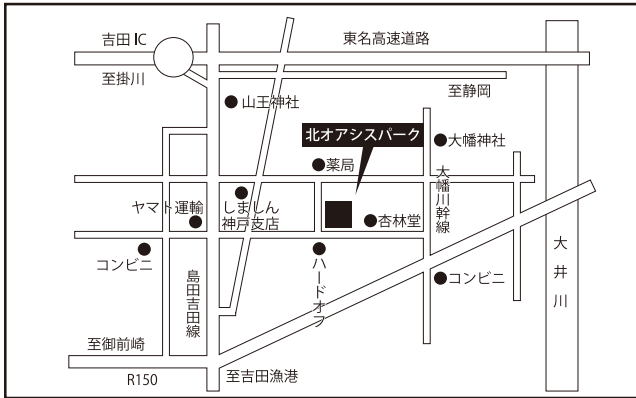 吉田 IC
東名高速道路
至掛川
至静岡
山王神社
北オアシスパーク
大幡神社
薬局
大幡川幹線
ヤマト運輸
しましん
神戸支店
杏林堂
大井川
コンビニ
島田吉田線
ハードオフ
コンビニ
至御前崎
R150
至吉田漁港